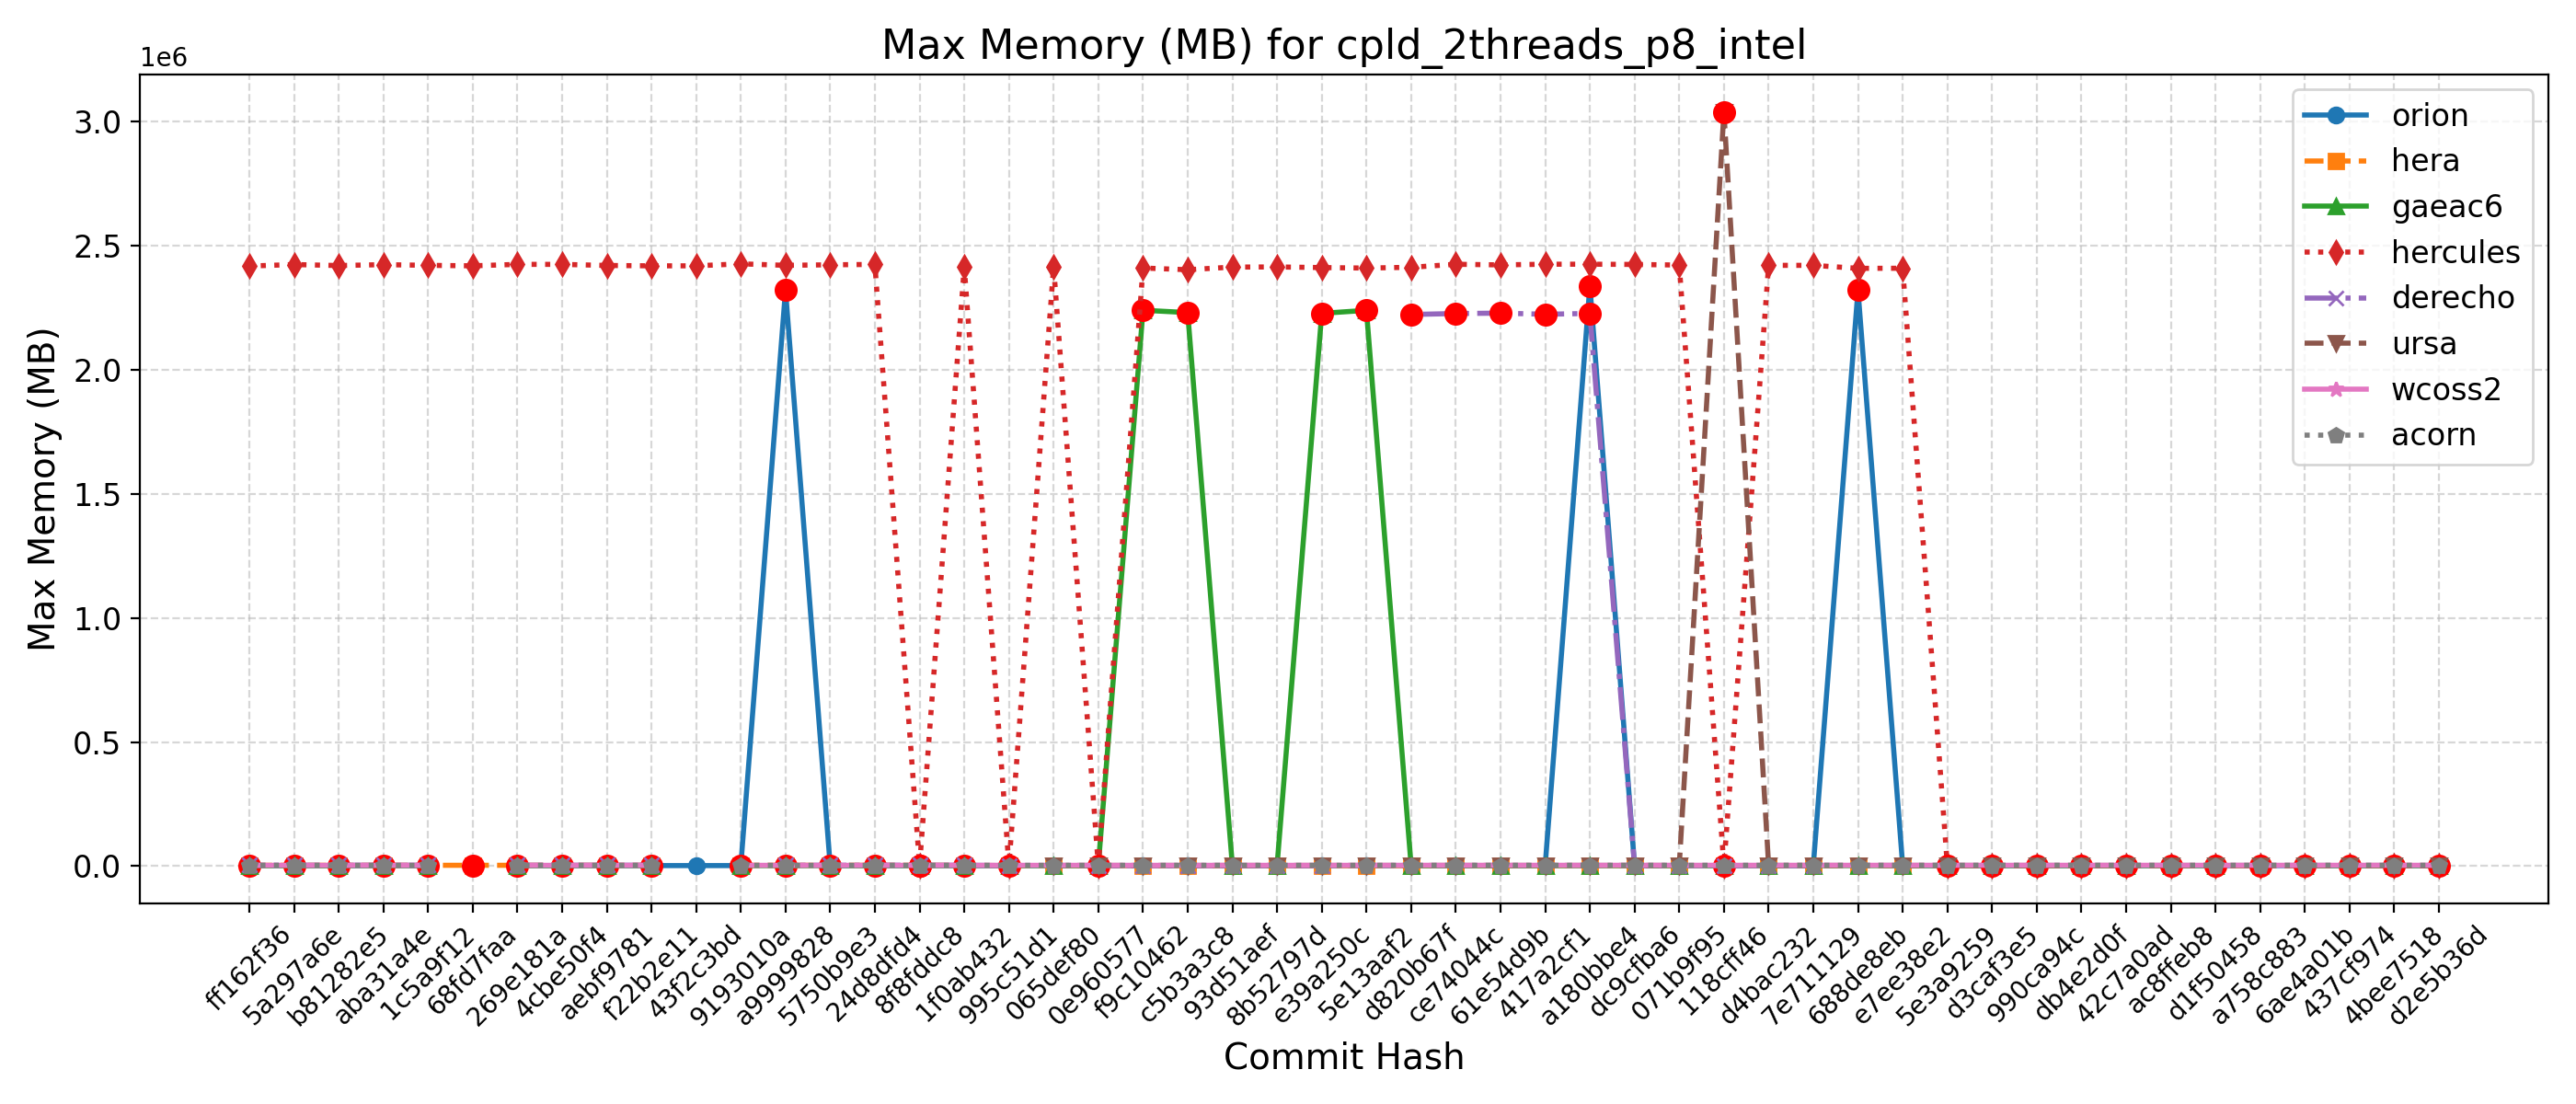 Max Memory (MB) for cpld_2threads_p8_intel
1e6
3.0
2.5
2.0
1.5
1.0
0.5
0.0
Max Memory (MB)
orion
hera
gaeac6
hercules
derecho
ursa
wcoss2
acorn
ff162f36
5a297a6e
b81282e5
aba31a4e
1c5a9f12
68fd7faa
269e181a
4cbe50f4
aebf9781
f22b2e11
43f2c3bd
9193010a
a9999828
5750b9e3
24d8dfd4
8f8fddc8
1f0ab432
995c51d1
065def80
0e960577
f9c10462
c5b3a3c8
93d51aef
8b52797d
e39a250c
5e13aaf2
d820b67f
ce74044c
61e54d9b
417a2cf1
a180bbe4
dc9cfba6
071b9f95
118cff46
d4bac232
7e711129
688de8eb
e7ee38e2
5e3a9259
d3caf3e5
990ca94c
db4e2d0f
42c7a0ad
ac8ffeb8
d1f50458
a758c883
6ae4a01b
437cf974
4bee7518
d2e5b36d
Commit Hash